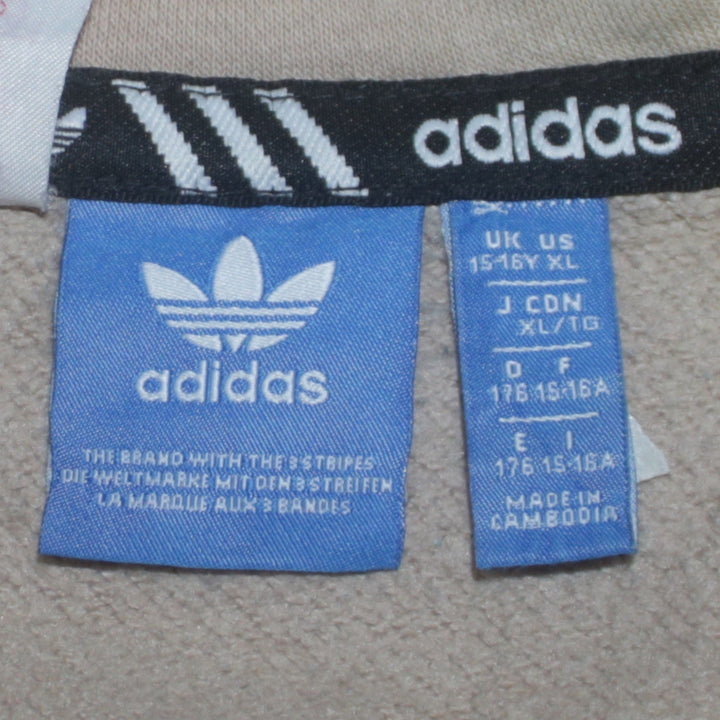 adidas
adidas
THE BRAND WITH THE 3 STRIPES
DIE WELTMARKE MIT DEN 3 STREIFEN
LA MARQUE AUX 3 BANDES
UK US
15-16Y XL
J CDN
XL/TG
D F
176 15-16A
E I
176 15-16A
MADE IN
CAMBODIA